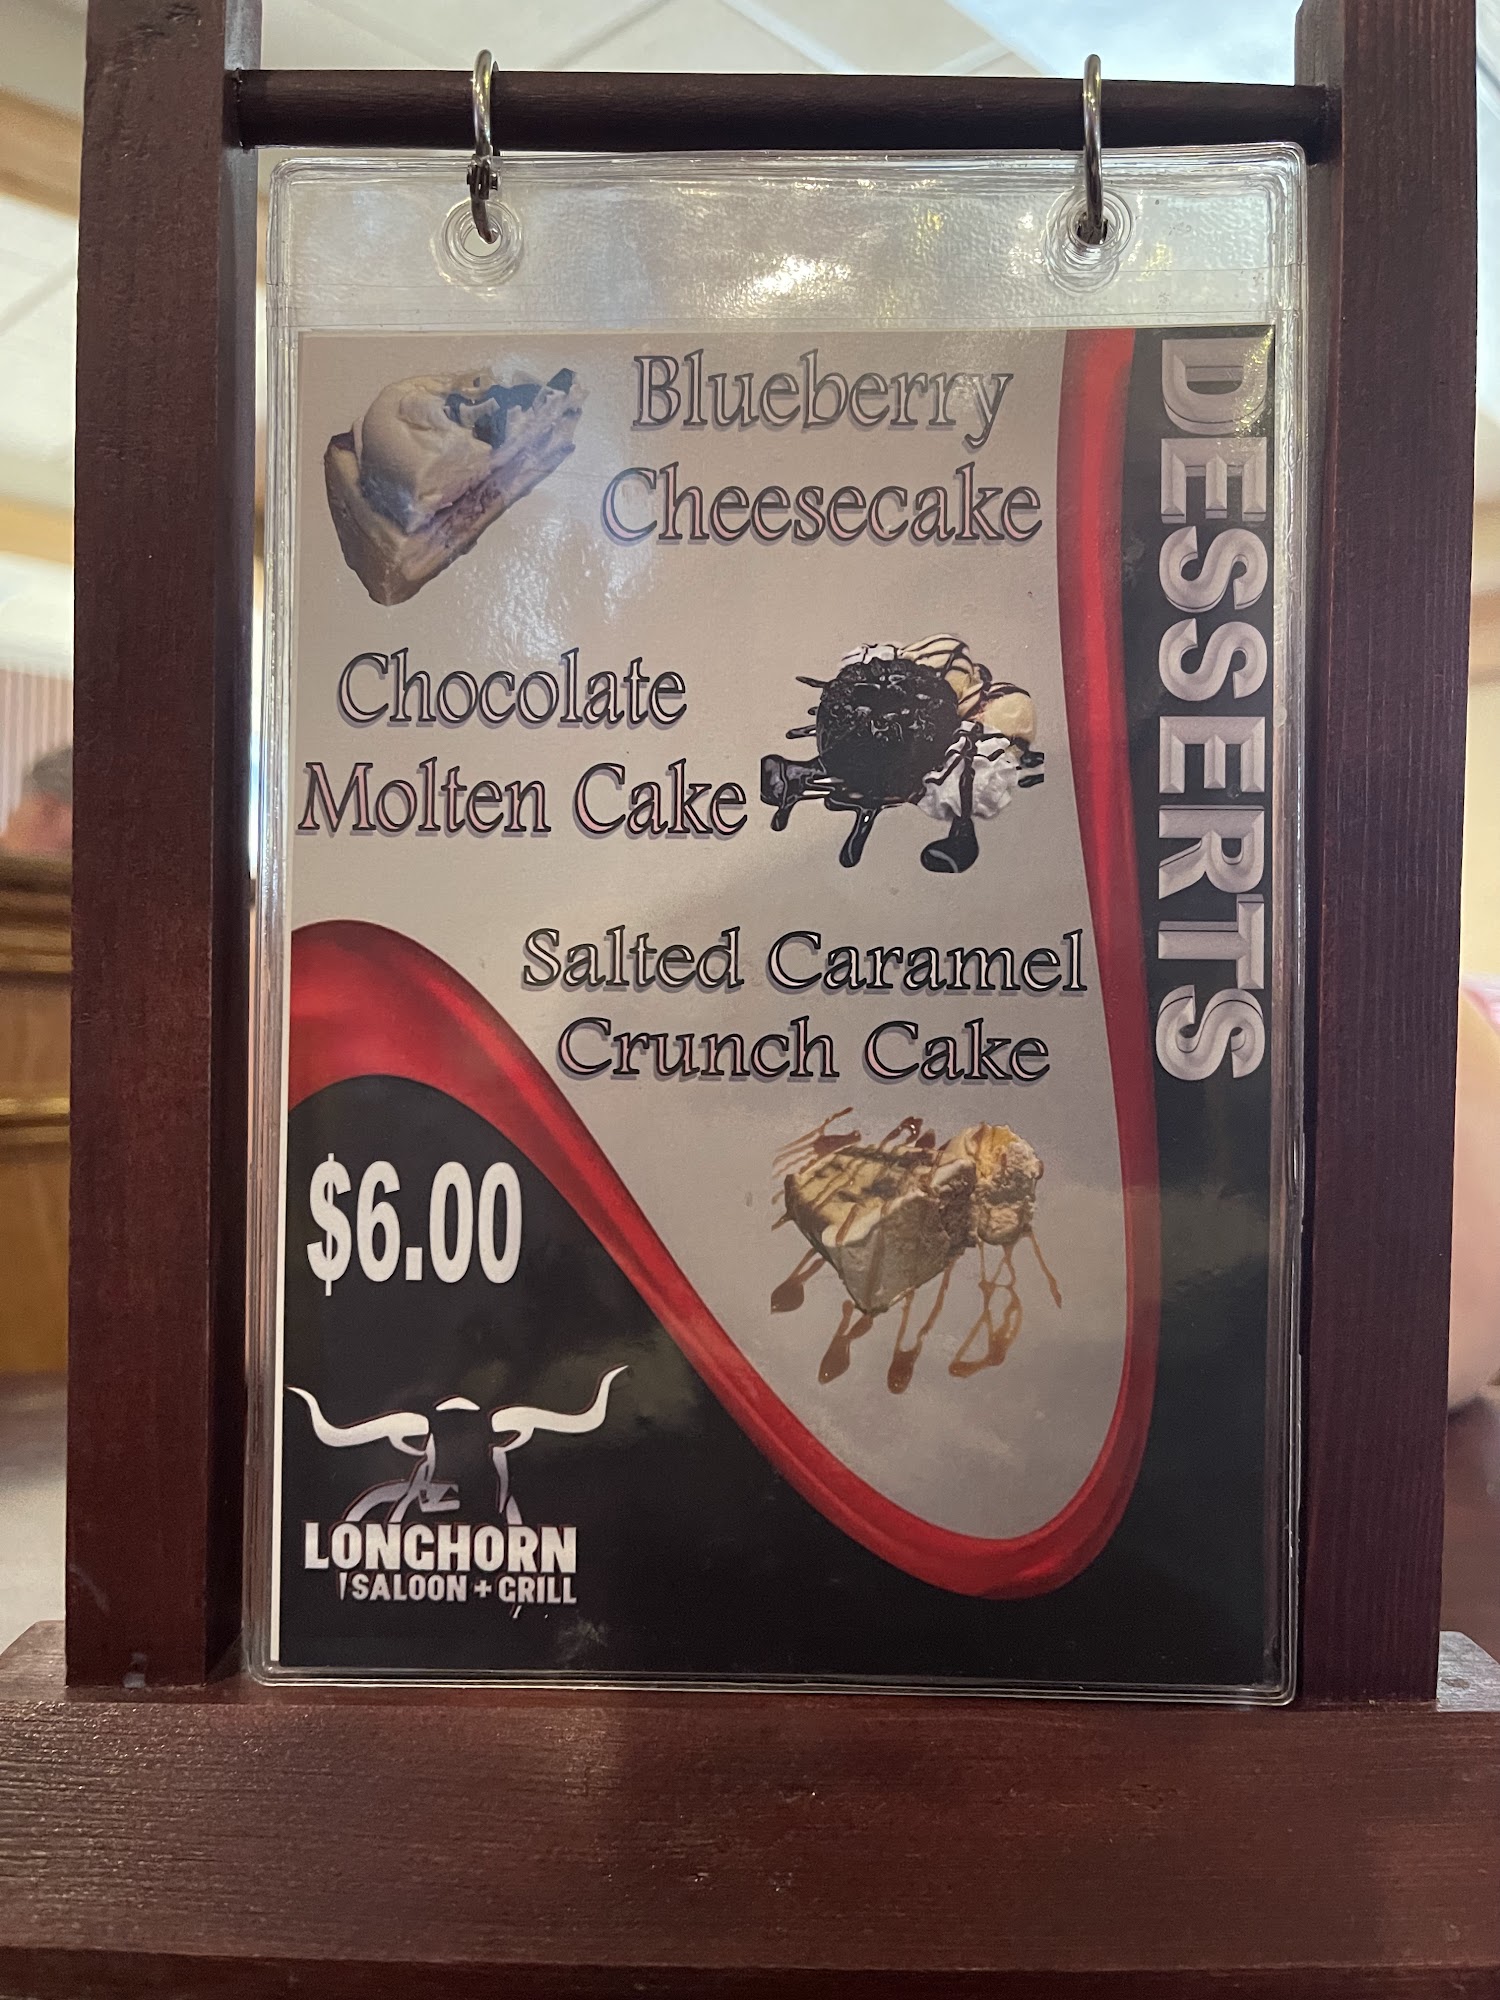 DESSERTS
Blueberry
Cheesecake
Chocolate
Molten Cake
Salted Caramel
Crunch Cake
$6.00
LONGHORN
SALOON + GRILL